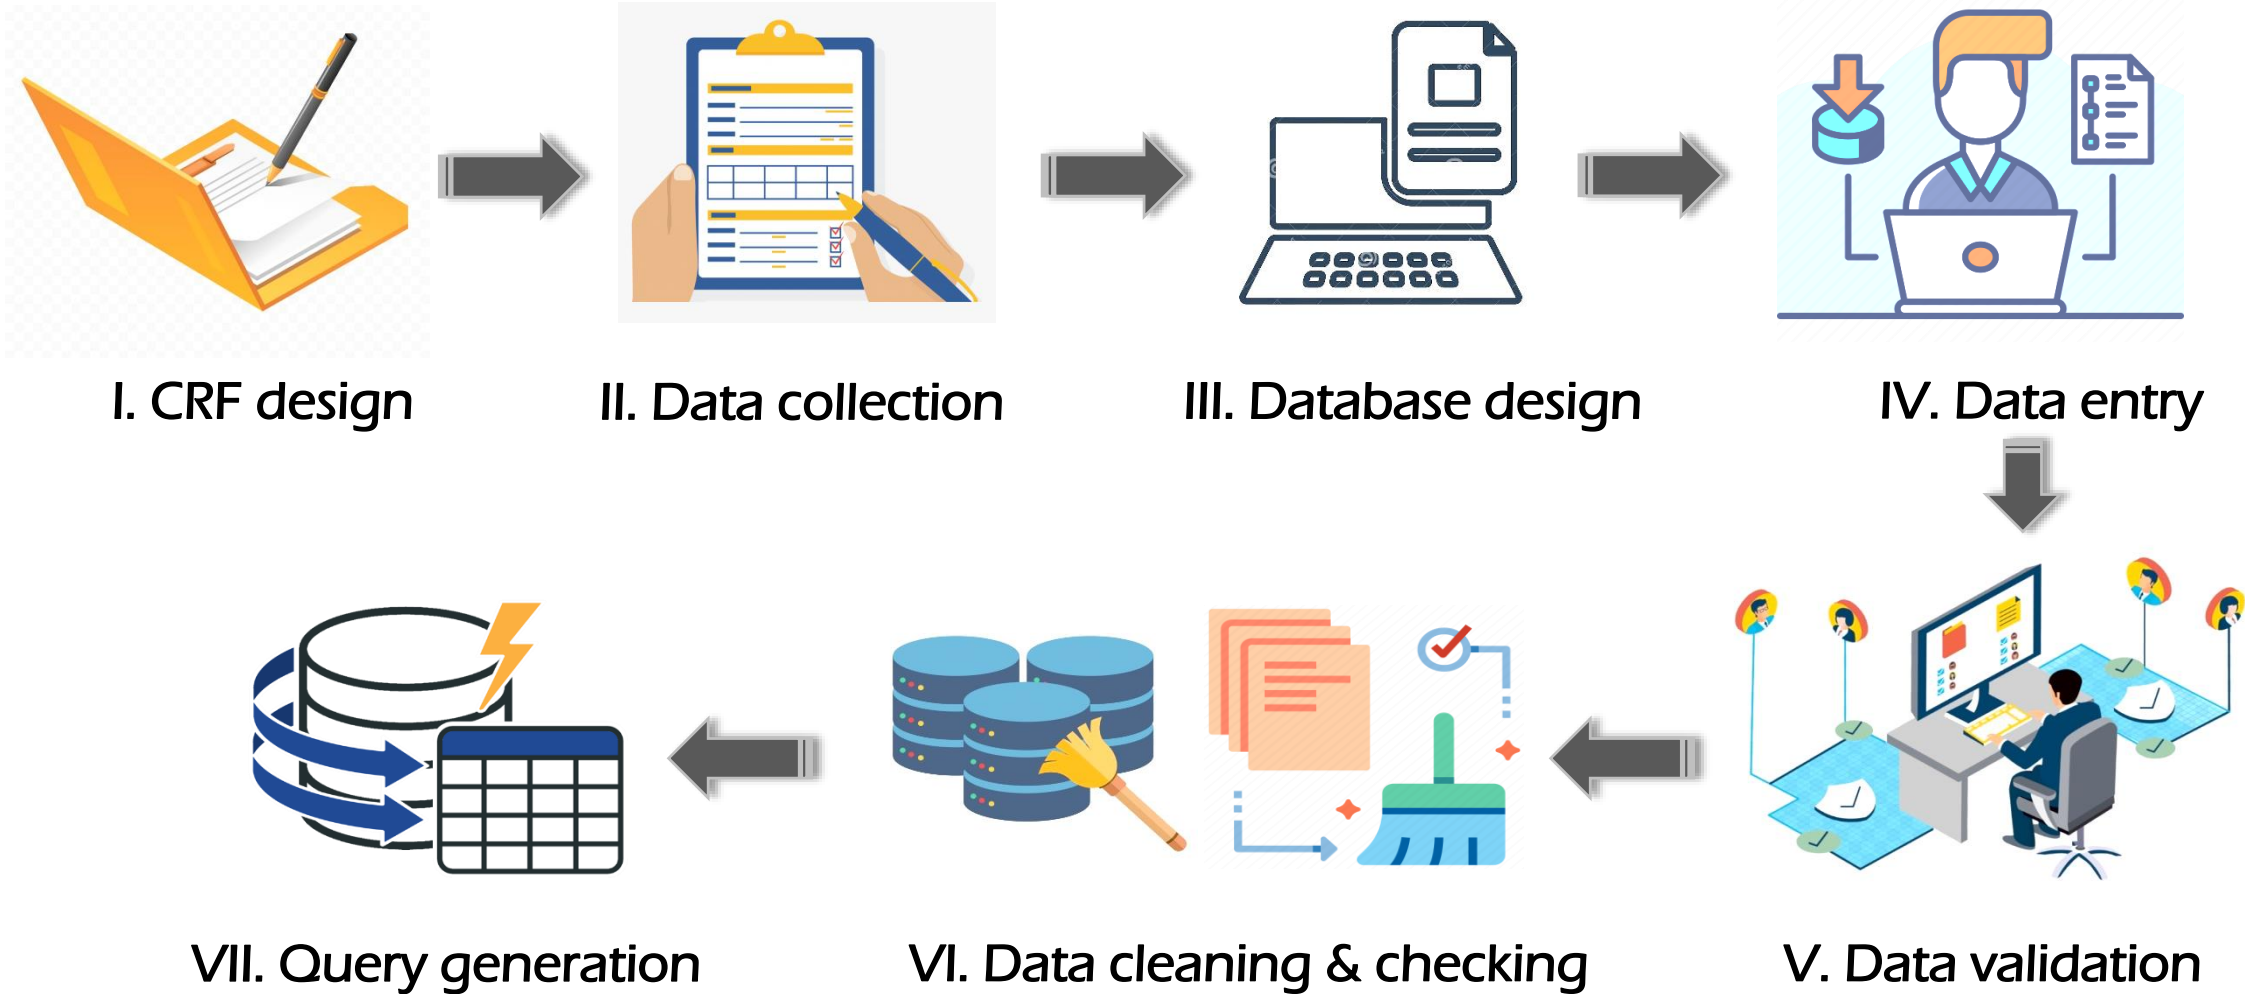 I. CRF design
II. Data collection
III. Database design
IV. Data entry
V. Data validation
VI. Data cleaning & checking
VII. Query generation